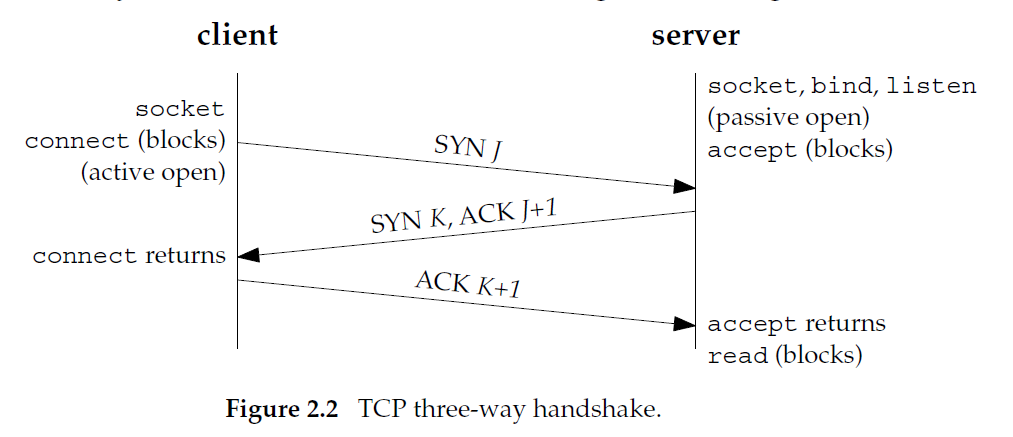 client
server
socket
connect (blocks)
(active open)
socket, bind, listen
(passive open)
accept (blocks)
SYN J
SYN K, ACK J+1
connect returns
ACK K+1
accept returns
read (blocks)
Figure 2.2 TCP three-way handshake.